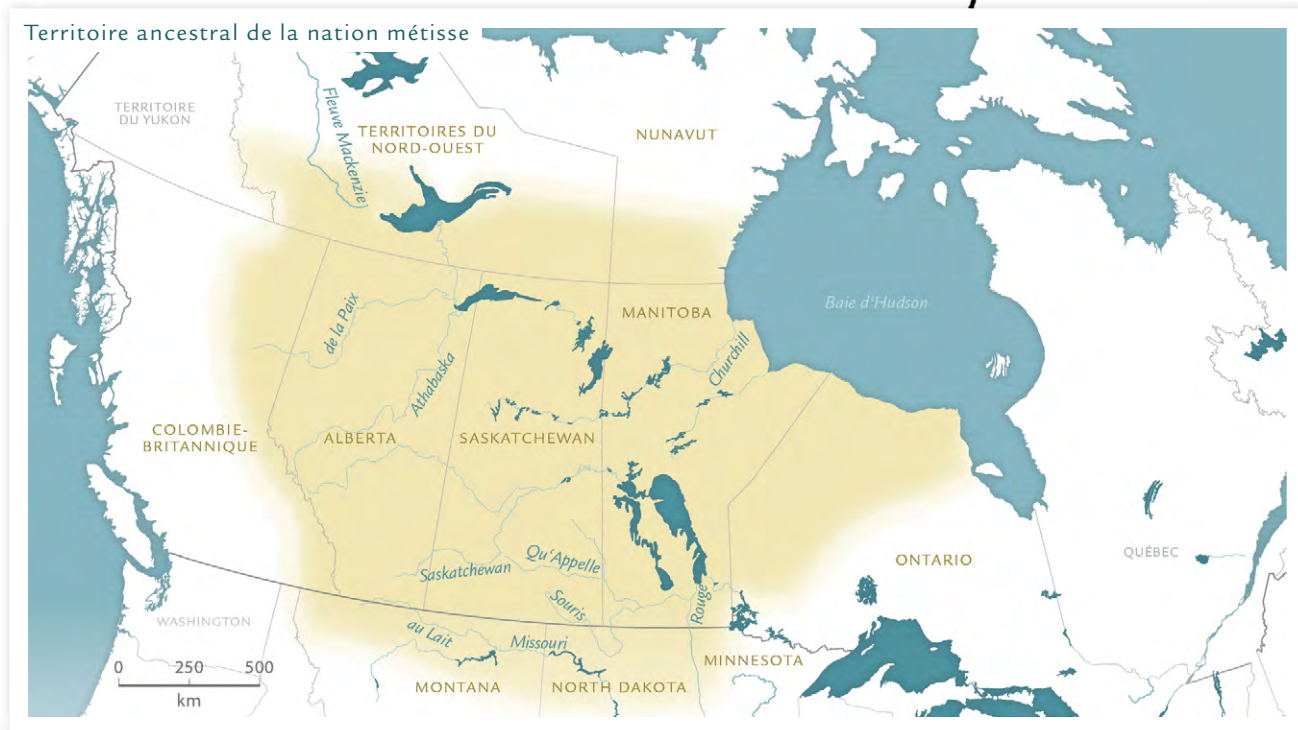 Territoire ancestral de la nation métisse
TERRITOIRE
DU YUKON
Fleuve Mackenzie
TERRITOIRES DU
NORD-OUEST
NUNAVUT
de la Paix
Athabaska
MANITOBA
Churchill
Baie d'Hudson
COLOMBIE-
BRITANNIQUE
ALBERTA
SASKATCHEWAN
Saskatchewan
Qu'Appelle
Souris
Rouge
ONTARIO
QUÉBEC
WASHINGTON
au Lait
Missouri
MINNESOTA
MONTANA
NORTH DAKOTA
0 250 500
km